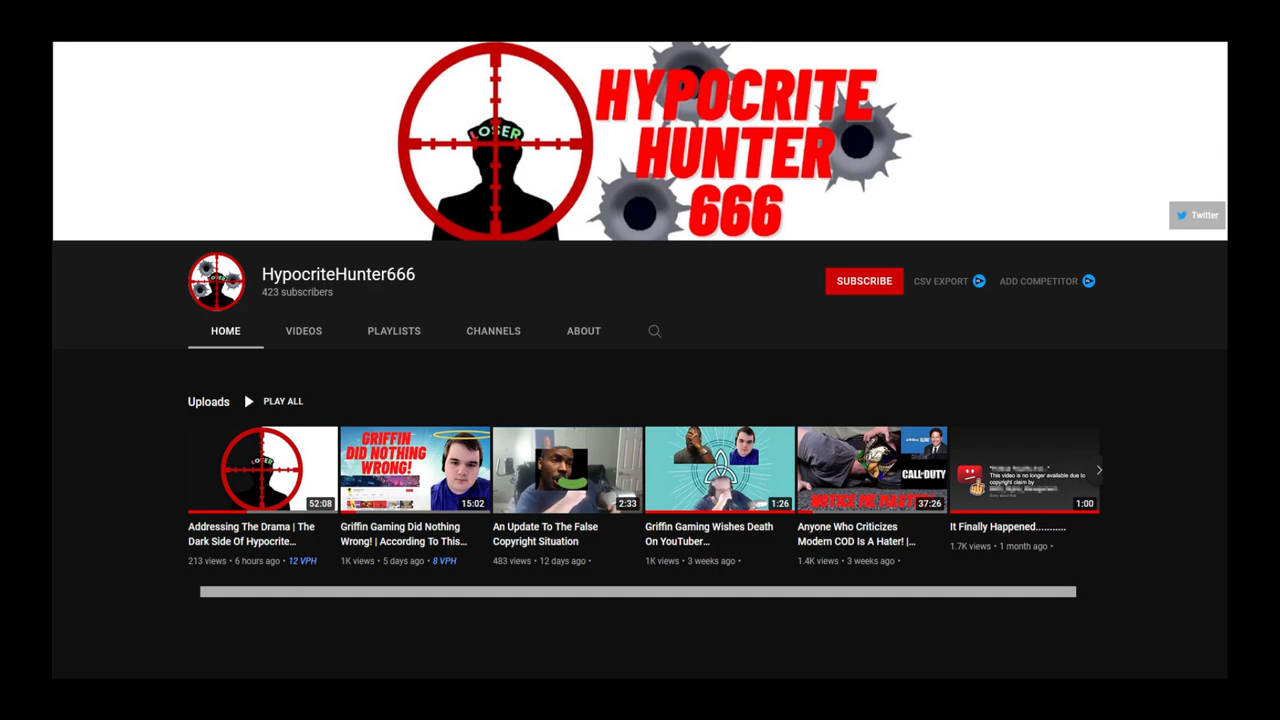 LOSER
HYPOCRITE
HUNTER
666
Twitter
HypocriteHunter666
423 subscribers
SUBSCRIBE
CSV EXPORT
ADD COMPETITOR
HOME
VIDEOS
PLAYLISTS
CHANNELS
ABOUT
Uploads
PLAY ALL
LOSER
52:08
Addressing The Drama | The
Dark Side Of Hypocrite...
213 views • 6 hours ago • 12 VPH
GRIFFIN
DID NOTHING
WRONG!
15:02
Griffin Gaming Did Nothing
Wrong! | According To This...
1K views • 5 days ago • 8 VPH
2:33
An Update To The False
Copyright Situation
483 views • 12 days ago •
1:26
Griffin Gaming Wishes Death
On YouTuber...
1K views • 3 weeks ago •
CALL·DUTY
NOTICE ME MASTER
37:26
Anyone Who Criticizes
Modern COD Is A Hater! |...
1.4K views • 3 weeks ago •
This video is no longer available due to
copyright claim by
1:00
It Finally Happened...........
1.7K views • 1 month ago •